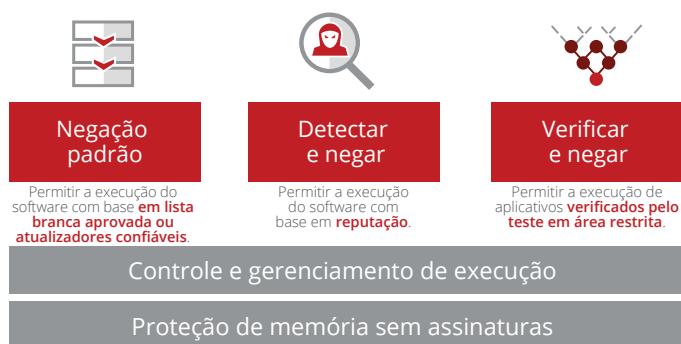 Negação
padrão
Permitir a execução do
software com base em lista
branca aprovada ou
atualizadores confiáveis.
Detectar
e negar
Permitir a execução
do software com
base em reputação.
Verificar
e negar
Permitir a execução de
aplicativos verificados pelo
teste em área restrita.
Controle e gerenciamento de execução
Proteção de memória sem assinaturas